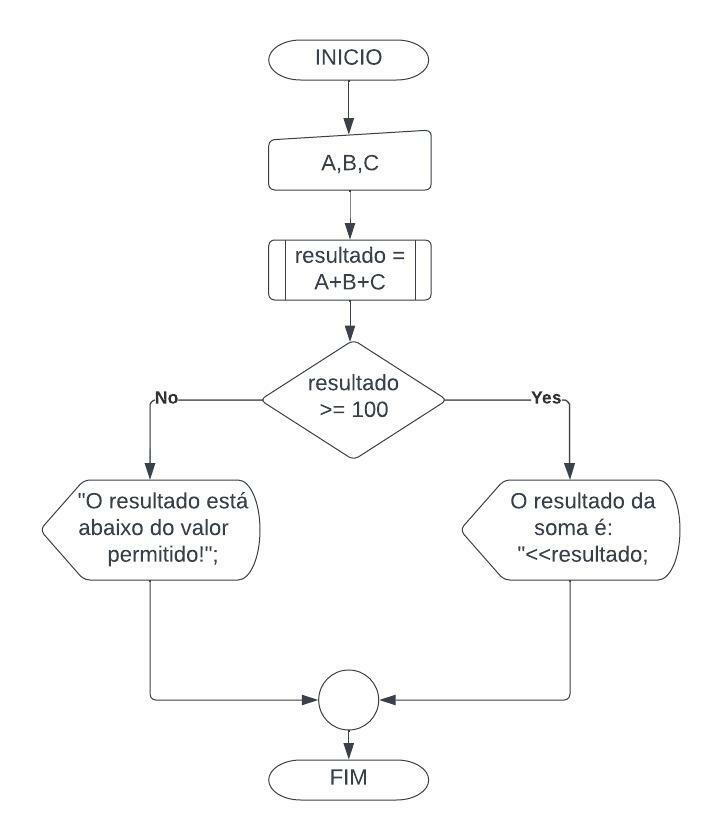 INICIO
A,B,C
resultado =
A+B+C
resultado
>= 100
No
Yes
"O resultado está
abaixo do valor
permitido!";
O resultado da
soma é:
"<<resultado;
FIM